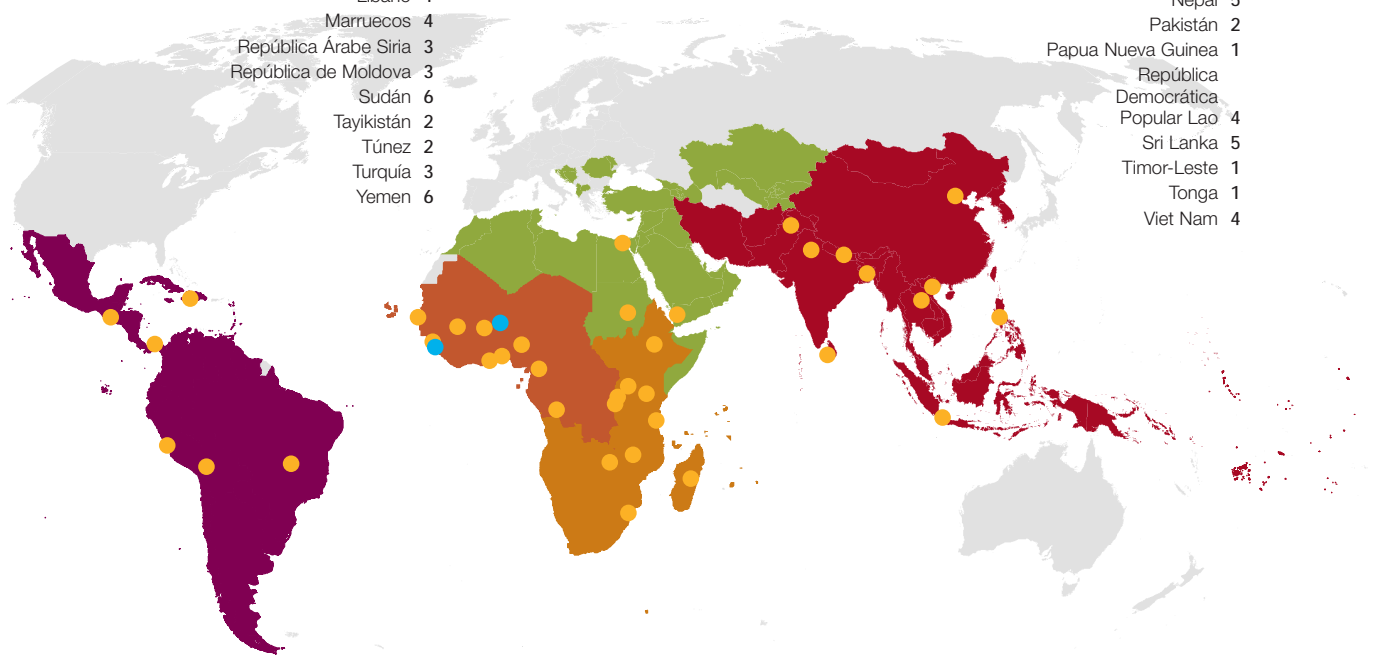 Marruecos 4
República Árabe Siria 3
República de Moldova 3
Sudán 6
Tayikistán 2
Túnez 2
Turquía 3
Yemen 6
Nepal 5
Pakistán 2
Papua Nueva Guinea 1
República
Democrática
Popular Lao 4
Sri Lanka 5
Timor-Leste 1
Tonga 1
Viet Nam 4